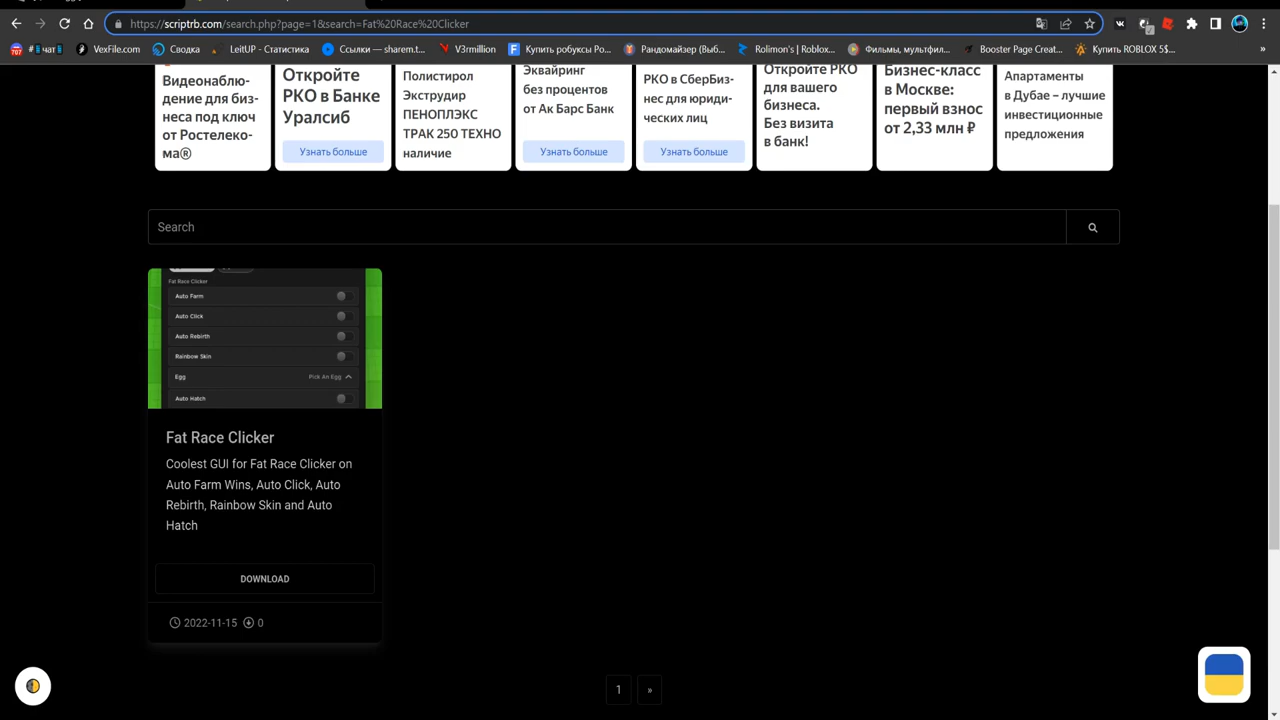 https://scriptrb.com/search.php?page=1&search=Fat%20Race%20Clicker
# ! чат !
VexFile.com
Сводка
LeitUP - Статистика
Ссылки — sharem.t...
V3rmillion
Купить робуксы Ро...
Рандомайзер (Выб...
Rolimon's | Roblox...
Фильмы, мультфил...
Booster Page Creat...
Купить ROBLOX 5$...
»
Видеонаблю-
дение для биз-
неса под ключ
от Ростелеко-
ма®
Откройте
РКО в Банке
Уралсиб
Узнать больше
Полистирол
Экструдир
ПЕНОПЛЭКС
ТРАК 250 ТЕХНО
наличие
Эквайринг
без процентов
от Ак Барс Банк
Узнать больше
РКО в СберБиз-
нес для юриди-
ческих лиц
Узнать больше
Откройте РКО
для вашего
бизнеса.
Без визита
в банк!
Бизнес-класс
в Москве:
первый взнос
от 2,33 млн ₽
Апартаменты
в Дубае – лучшие
инвестиционные
предложения
Search
Fat Race Clicker
Auto Farm
Auto Click
Auto Rebirth
Rainbow Skin
Egg Pick An Egg
Auto Hatch
Fat Race Clicker
Coolest GUI for Fat Race Clicker on
Auto Farm Wins, Auto Click, Auto
Rebirth, Rainbow Skin and Auto
Hatch
DOWNLOAD
2022-11-15 0
1 »